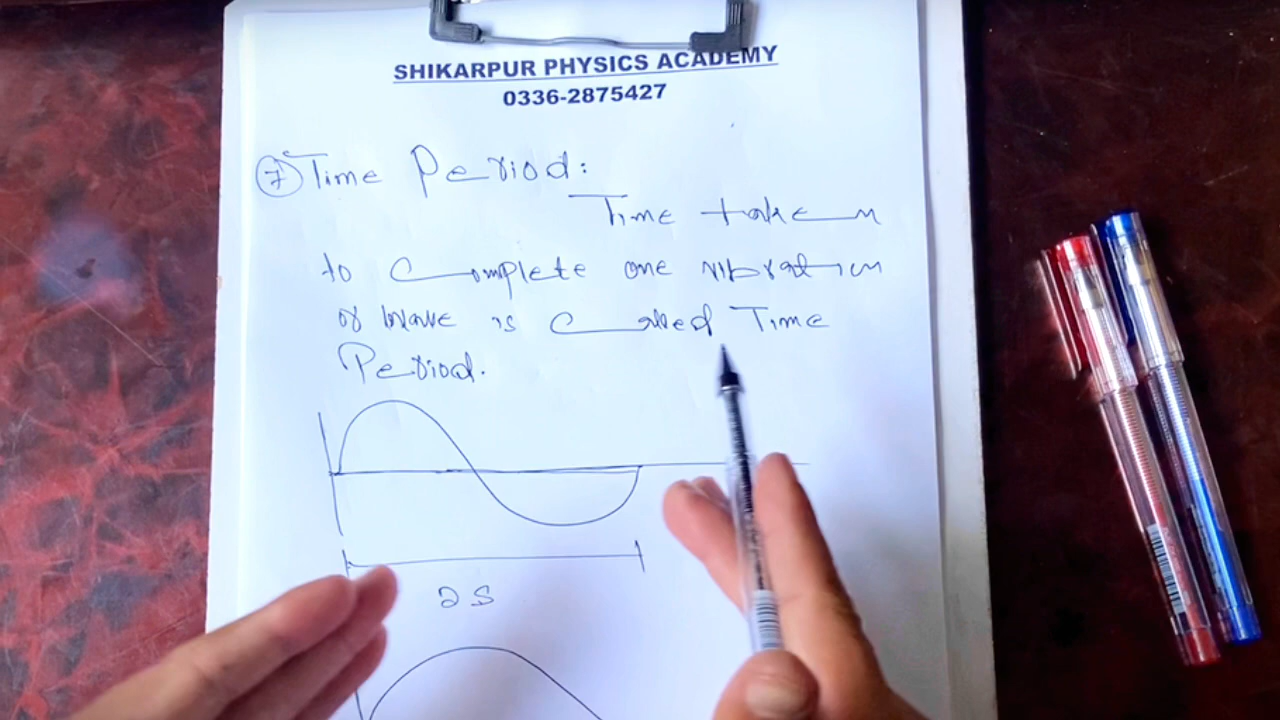 SHIKARPUR PHYSICS ACADEMY
0336-2875427
7 Time Period:
Time taken
to complete one vibration
of wave is called Time
Period.
2 S